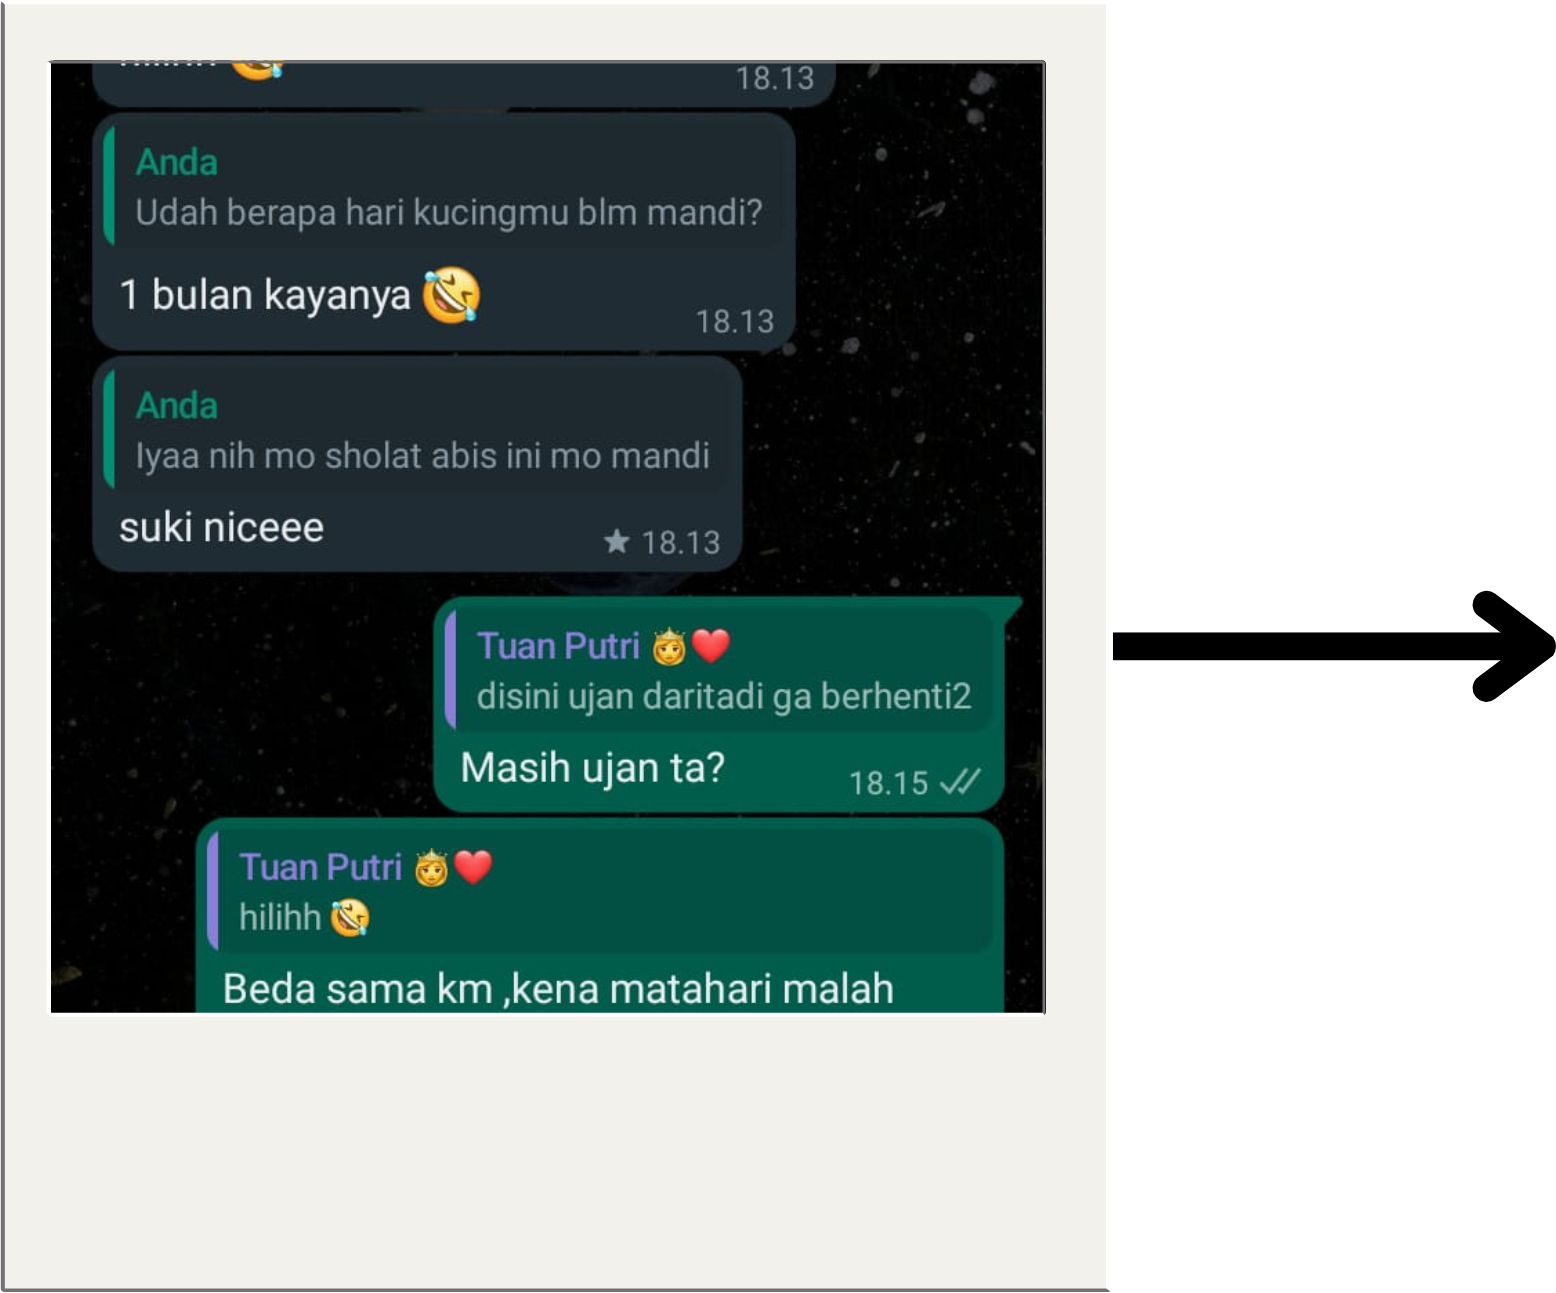 18.13
Anda
Udah berapa hari kucingmu blm mandi?
1 bulan kayanya 🤣
18.13
Anda
Iyaa nih mo sholat abis ini mo mandi
suki niceee
★ 18.13
Tuan Putri 👸❤️
disini ujan daritadi ga berhenti2
Masih ujan ta?
18.15
Tuan Putri 👸❤️
hilihh 🤣
Beda sama km ,kena matahari malah